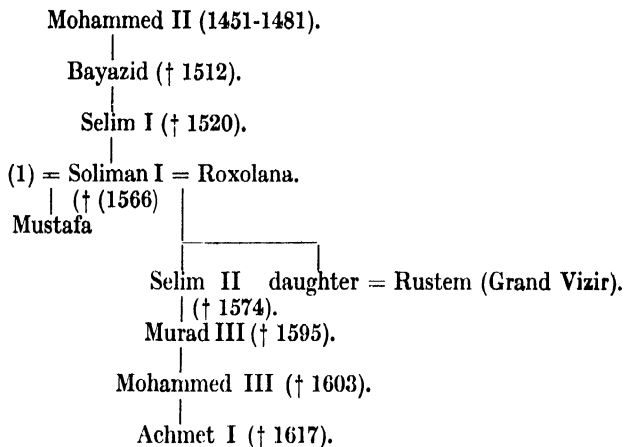 Mohammed II (1451-1481).
Bayazid († 1512).
Selim I († 1520).
(1) = Soliman I = Roxolana.
(† (1566)
Mustafa
Selim II daughter = Rustem (Grand Vizir).
(† 1574).
Murad III († 1595).
Mohammed III († 1603).
Achmet I († 1617).